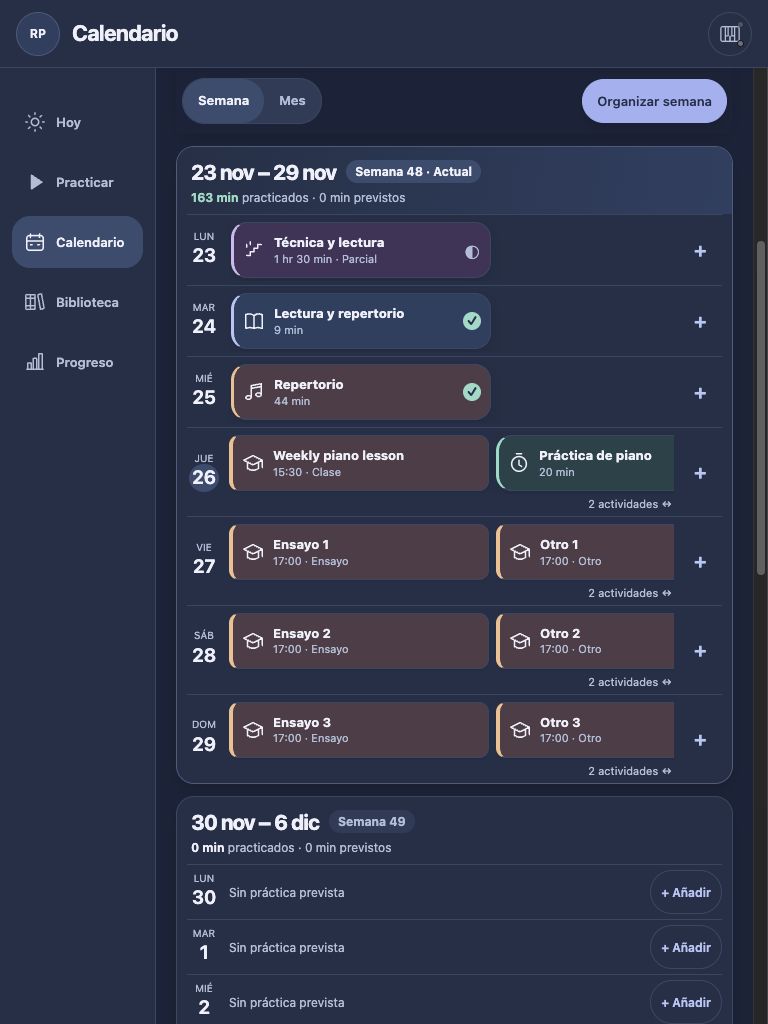 RP
Calendario
Hoy
Practicar
Calendario
Biblioteca
Progreso
Semana
Mes
Organizar semana
23 nov – 29 nov
Semana 48 · Actual
163 min practicados · 0 min previstos
LUN
23
Técnica y lectura
1 hr 30 min · Parcial
+
MAR
24
Lectura y repertorio
9 min
+
MIÉ
25
Repertorio
44 min
+
JUE
26
Weekly piano lesson
15:30 · Clase
Práctica de piano
20 min
+
2 actividades ↔
VIE
27
Ensayo 1
17:00 · Ensayo
Otro 1
17:00 · Otro
+
2 actividades ↔
SÁB
28
Ensayo 2
17:00 · Ensayo
Otro 2
17:00 · Otro
+
2 actividades ↔
DOM
29
Ensayo 3
17:00 · Ensayo
Otro 3
17:00 · Otro
+
2 actividades ↔
30 nov – 6 dic
Semana 49
0 min practicados · 0 min previstos
LUN
30
Sin práctica prevista
+ Añadir
MAR
1
Sin práctica prevista
+ Añadir
MIÉ
2
Sin práctica prevista
+ Añadir